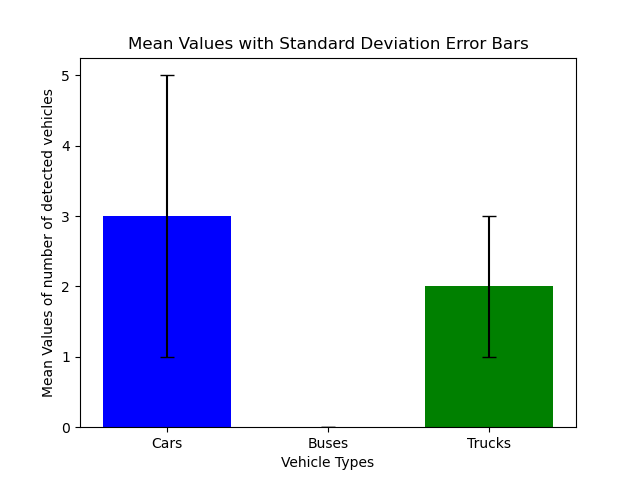 Mean Values with Standard Deviation Error Bars
Mean Values of number of detected vehicles
5
4
3
2
1
0
Cars Buses Trucks
Vehicle Types